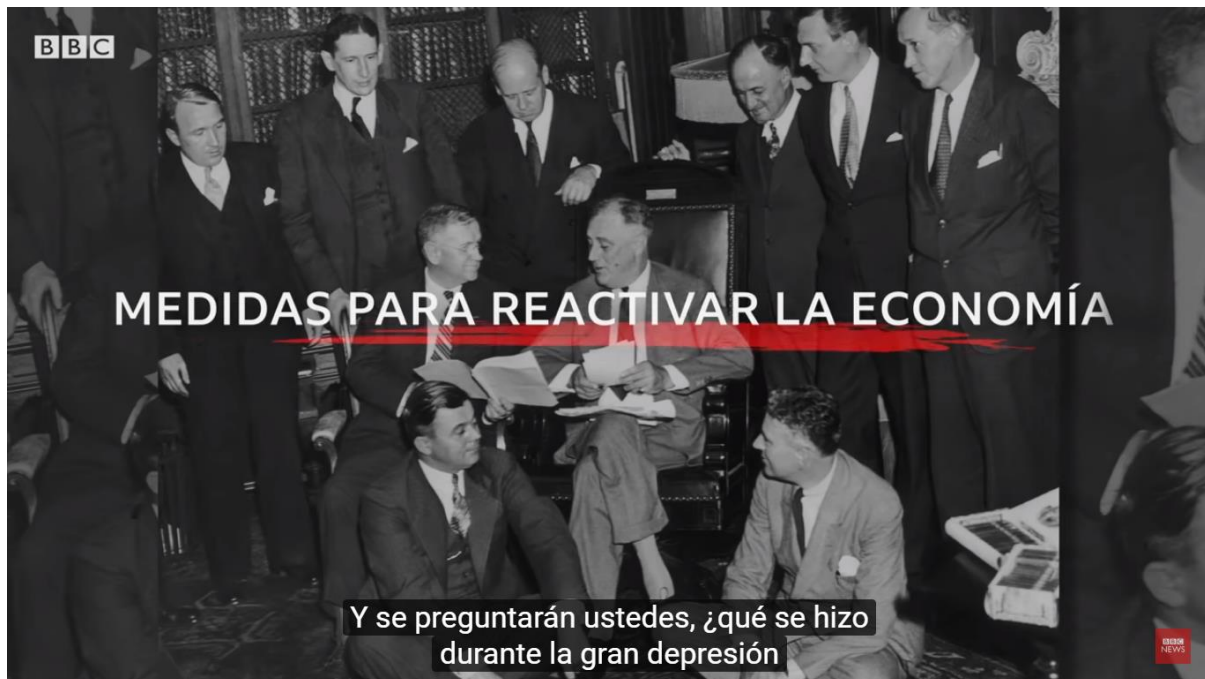 BBC
MEDIDAS PARA REACTIVAR LA ECONOMÍA
Y se preguntarán ustedes, ¿qué se hizo
durante la gran depresión
BBC
NEWS